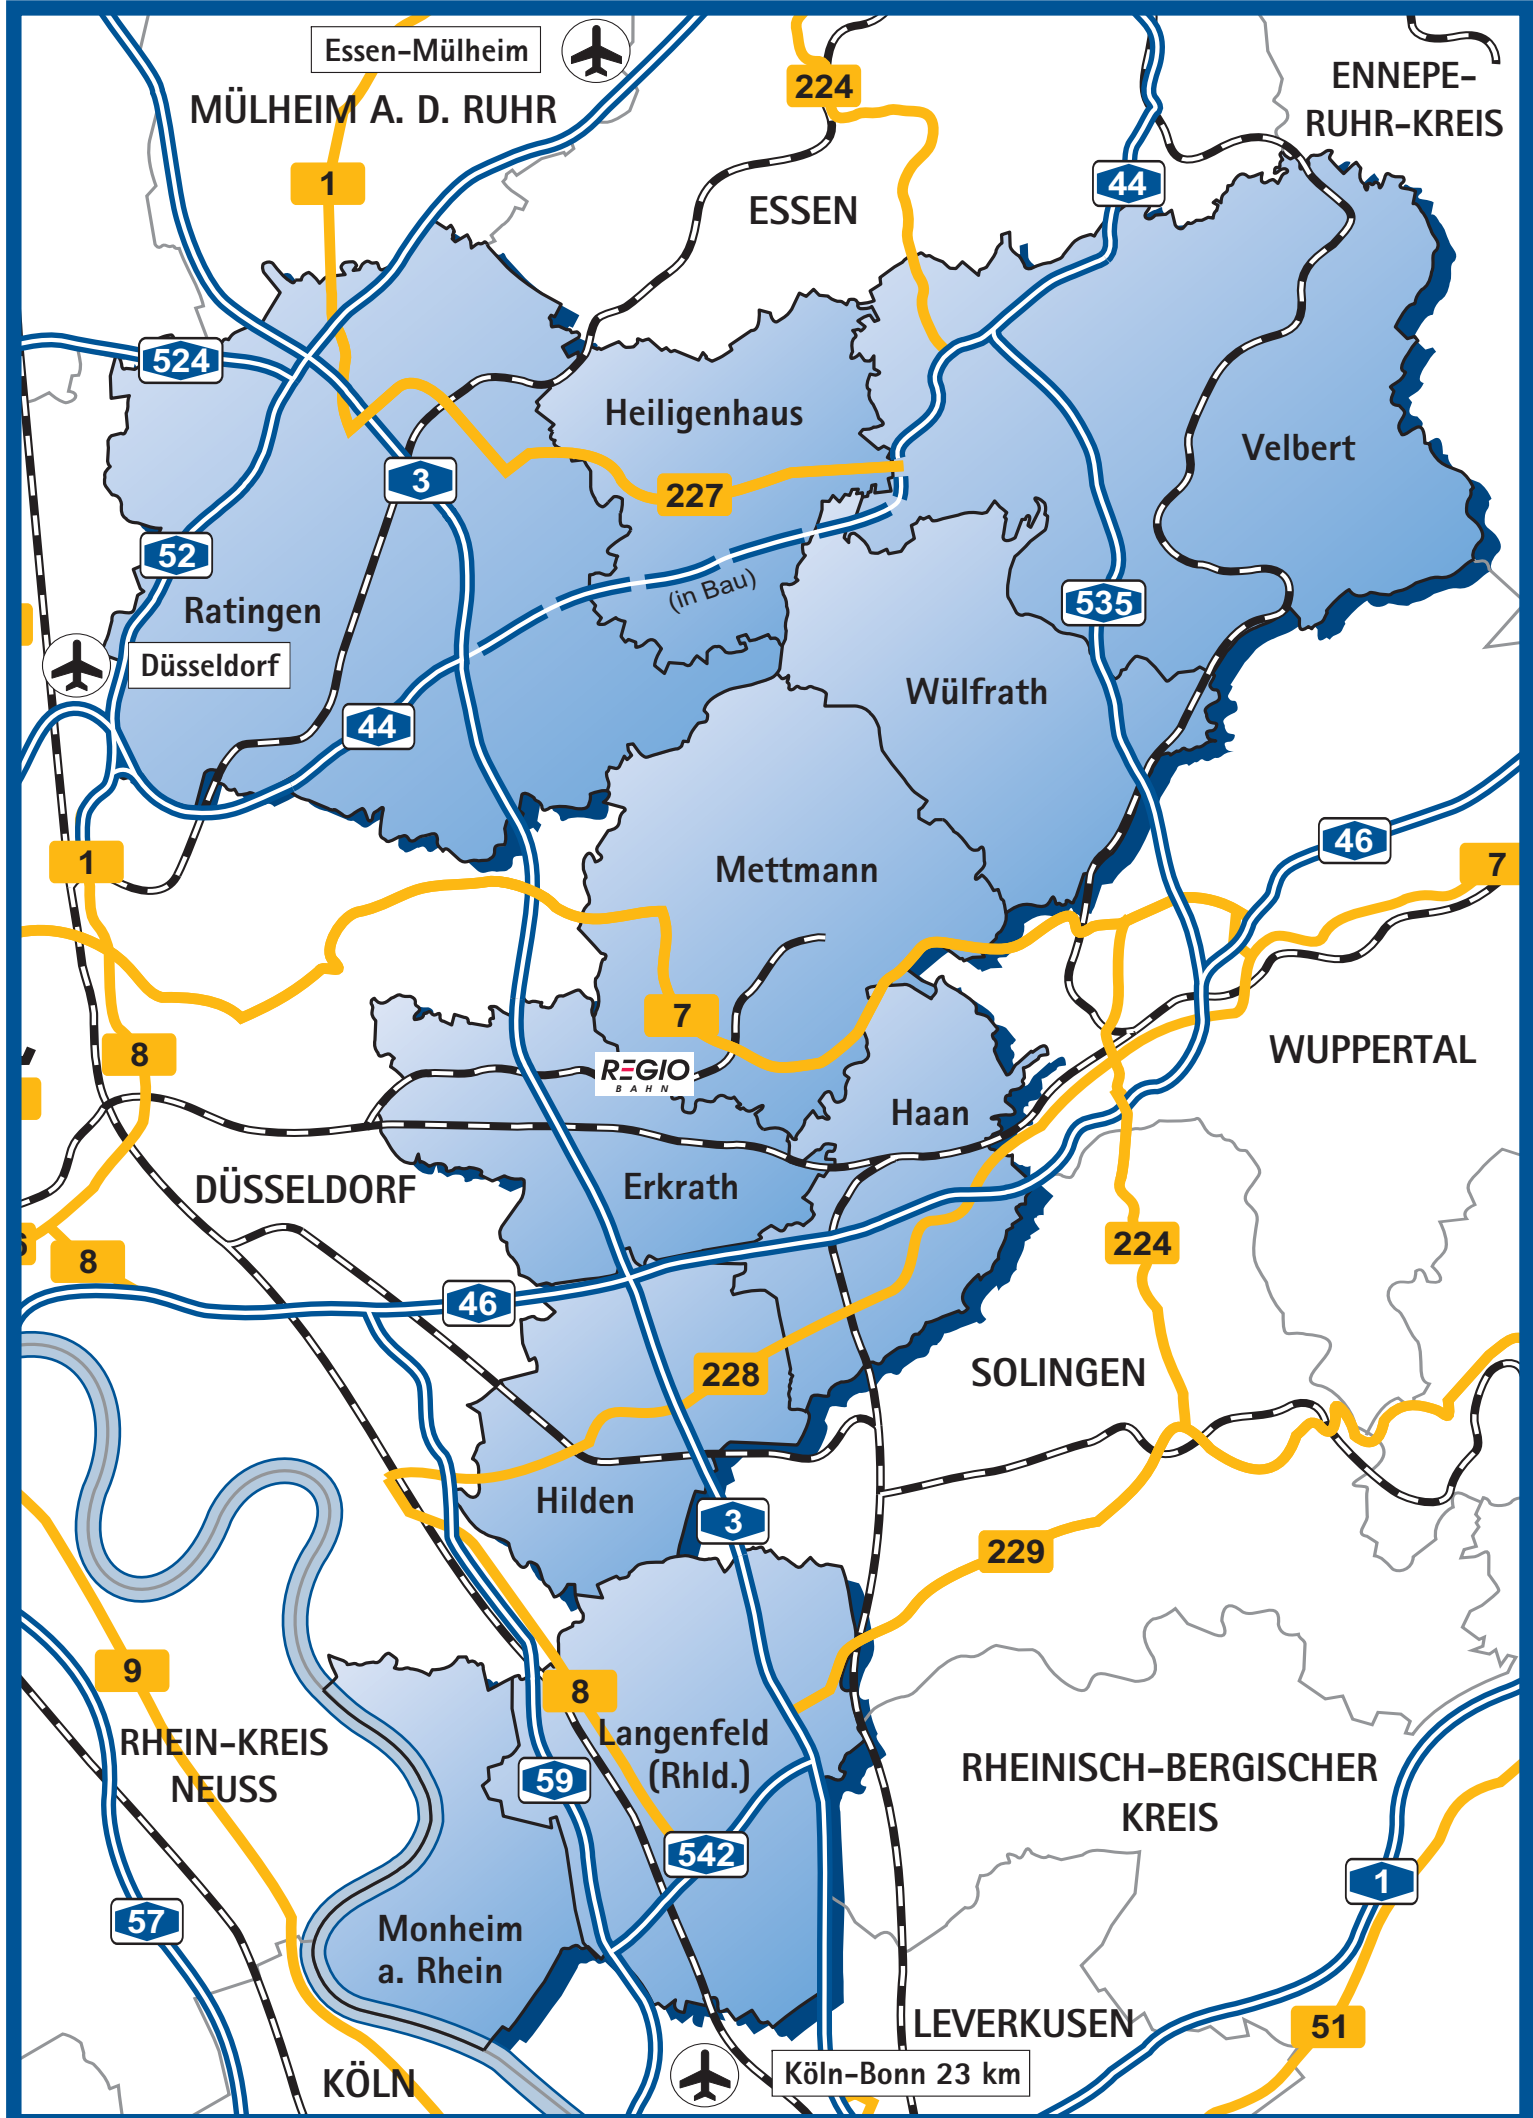 Essen-Mülheim
MÜLHEIM A. D. RUHR
224
ENNEPE-
RUHR-KREIS
1
44
ESSEN
524
Heiligenhaus
Velbert
3
227
52
(in Bau)
535
Ratingen
Düsseldorf
Wülfrath
44
46
1
7
Mettmann
7
8
WUPPERTAL
REGIO
BAHN
Haan
DÜSSELDORF
Erkrath
8
224
46
228
SOLINGEN
Hilden
3
229
9
8
RHEIN-KREIS
NEUSS
Langenfeld
(Rhld.)
59
RHEINISCH-BERGISCHER
KREIS
542
1
57
Monheim
a. Rhein
LEVERKUSEN
51
KÖLN
Köln-Bonn 23 km